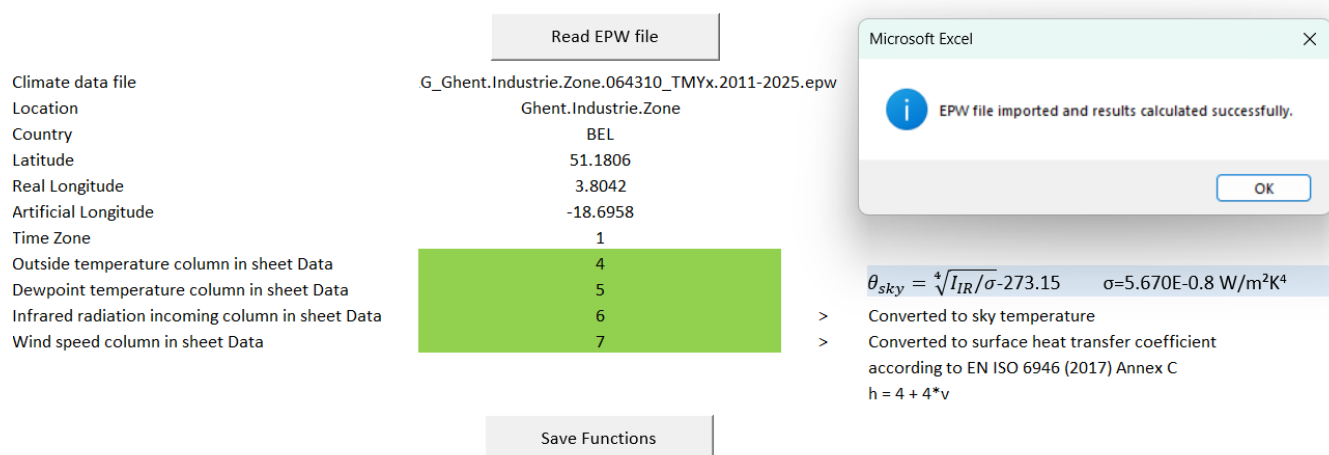 Read EPW file
Microsoft Excel
EPW file imported and results calculated successfully.
OK
Climate data file .G_Ghent.Industrie.Zone.064310_TMYx.2011-2025.epw
Location Ghent.Industrie.Zone
Country BEL
Latitude 51.1806
Real Longitude 3.8042
Artificial Longitude -18.6958
Time Zone 1
Outside temperature column in sheet Data 4
Dewpoint temperature column in sheet Data 5 θsky = ∜(I_IR/σ)-273.15 σ=5.670E-0.8 W/m²K⁴
Infrared radiation incoming column in sheet Data 6 > Converted to sky temperature
Wind speed column in sheet Data 7 > Converted to surface heat transfer coefficient
according to EN ISO 6946 (2017) Annex C
h = 4 + 4*v
Save Functions